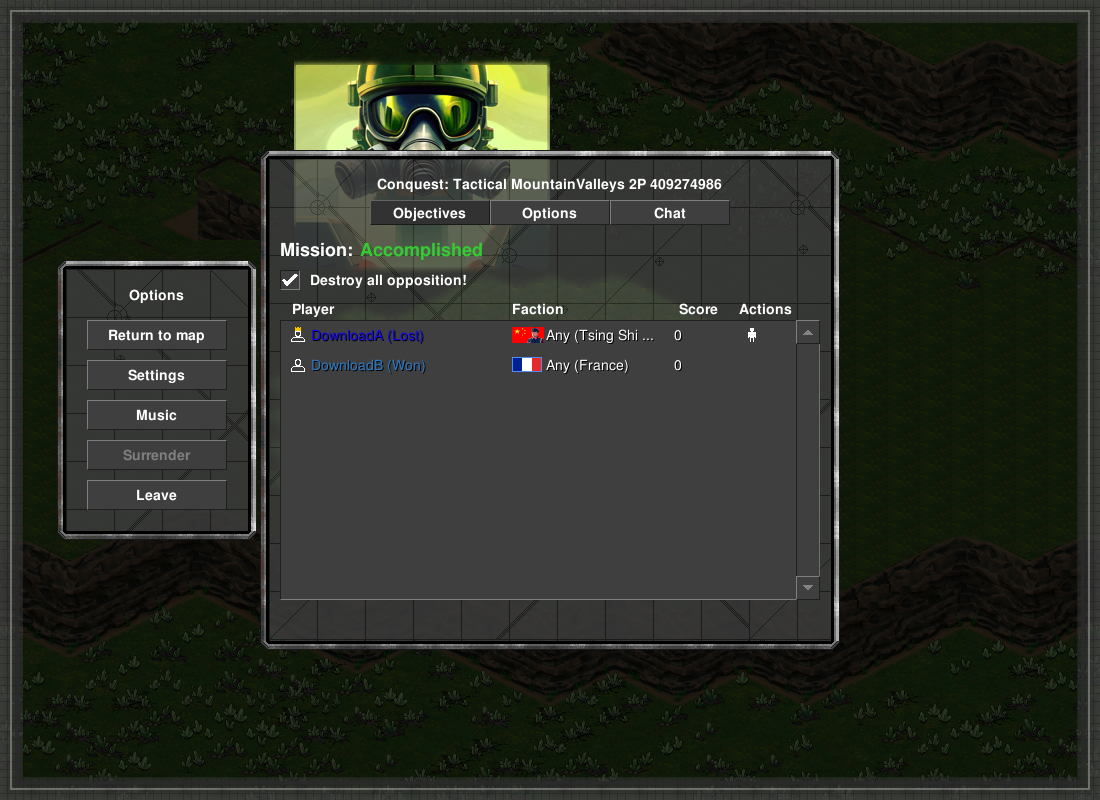 Conquest: Tactical MountainValleys 2P 409274986
Objectives Options Chat
Mission: Accomplished
Destroy all opposition!
Player Faction Score Actions
DownloadA (Lost) Any (Tsing Shi ... 0
DownloadB (Won) Any (France) 0
Options
Return to map
Settings
Music
Surrender
Leave